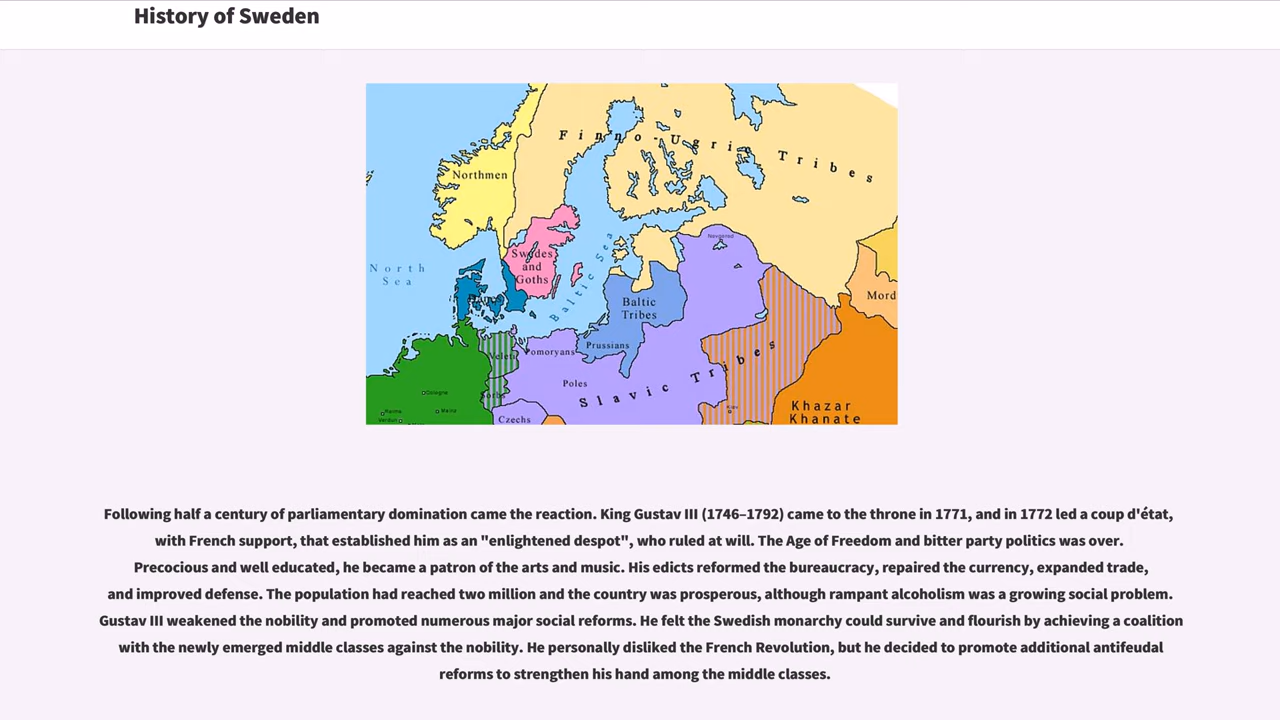 History of Sweden
Finno-Ugric Tribes
Northmen
Novgorod
Swedes
and
Goths
North
Sea
Baltic Sea
Danes
Mord
Baltic
Tribes
Prussians
Pomoryans
Veleti
Slavic Tribes
Poles
Cologne
Sorbs
Mainz
Kiev
Khazar
Khanate
Czechs
Verdun
Following half a century of parliamentary domination came the reaction. King Gustav III (1746–1792) came to the throne in 1771, and in 1772 led a coup d'état,
with French support, that established him as an "enlightened despot", who ruled at will. The Age of Freedom and bitter party politics was over.
Precocious and well educated, he became a patron of the arts and music. His edicts reformed the bureaucracy, repaired the currency, expanded trade,
and improved defense. The population had reached two million and the country was prosperous, although rampant alcoholism was a growing social problem.
Gustav III weakened the nobility and promoted numerous major social reforms. He felt the Swedish monarchy could survive and flourish by achieving a coalition
with the newly emerged middle classes against the nobility. He personally disliked the French Revolution, but he decided to promote additional antifeudal
reforms to strengthen his hand among the middle classes.